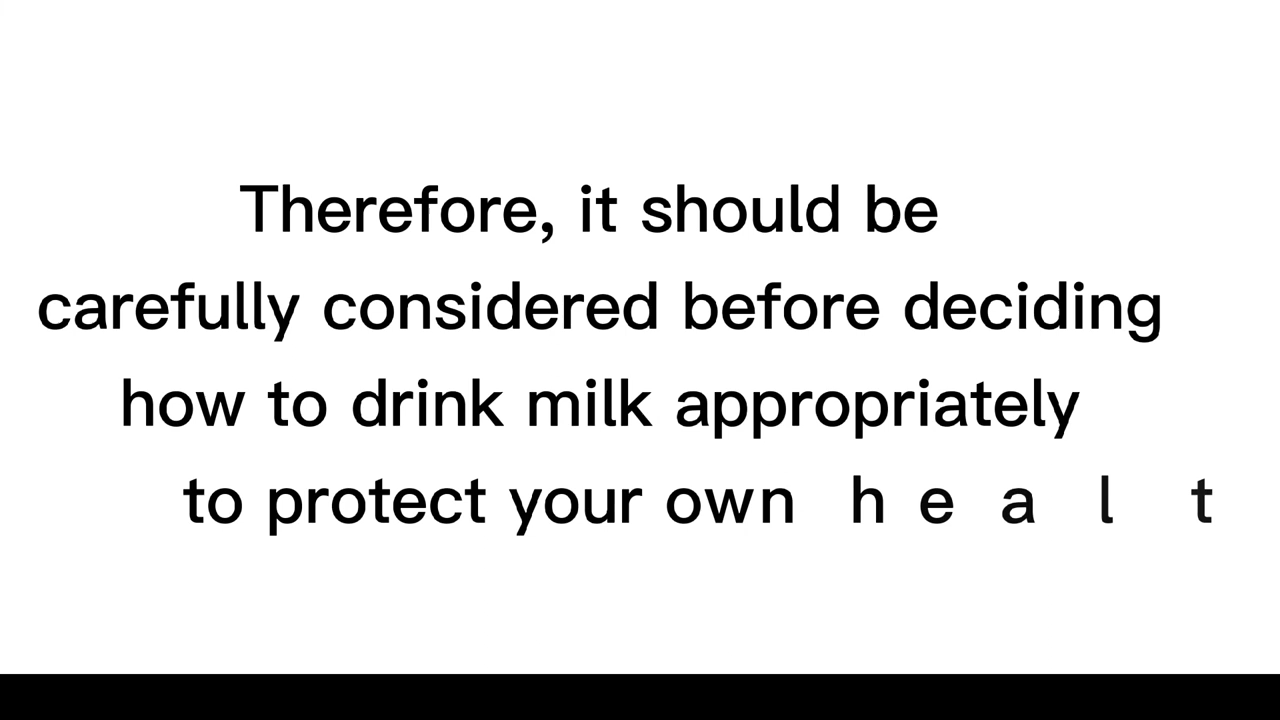 Therefore, it should be
carefully considered before deciding
how to drink milk appropriately
to protect your own h e a l t